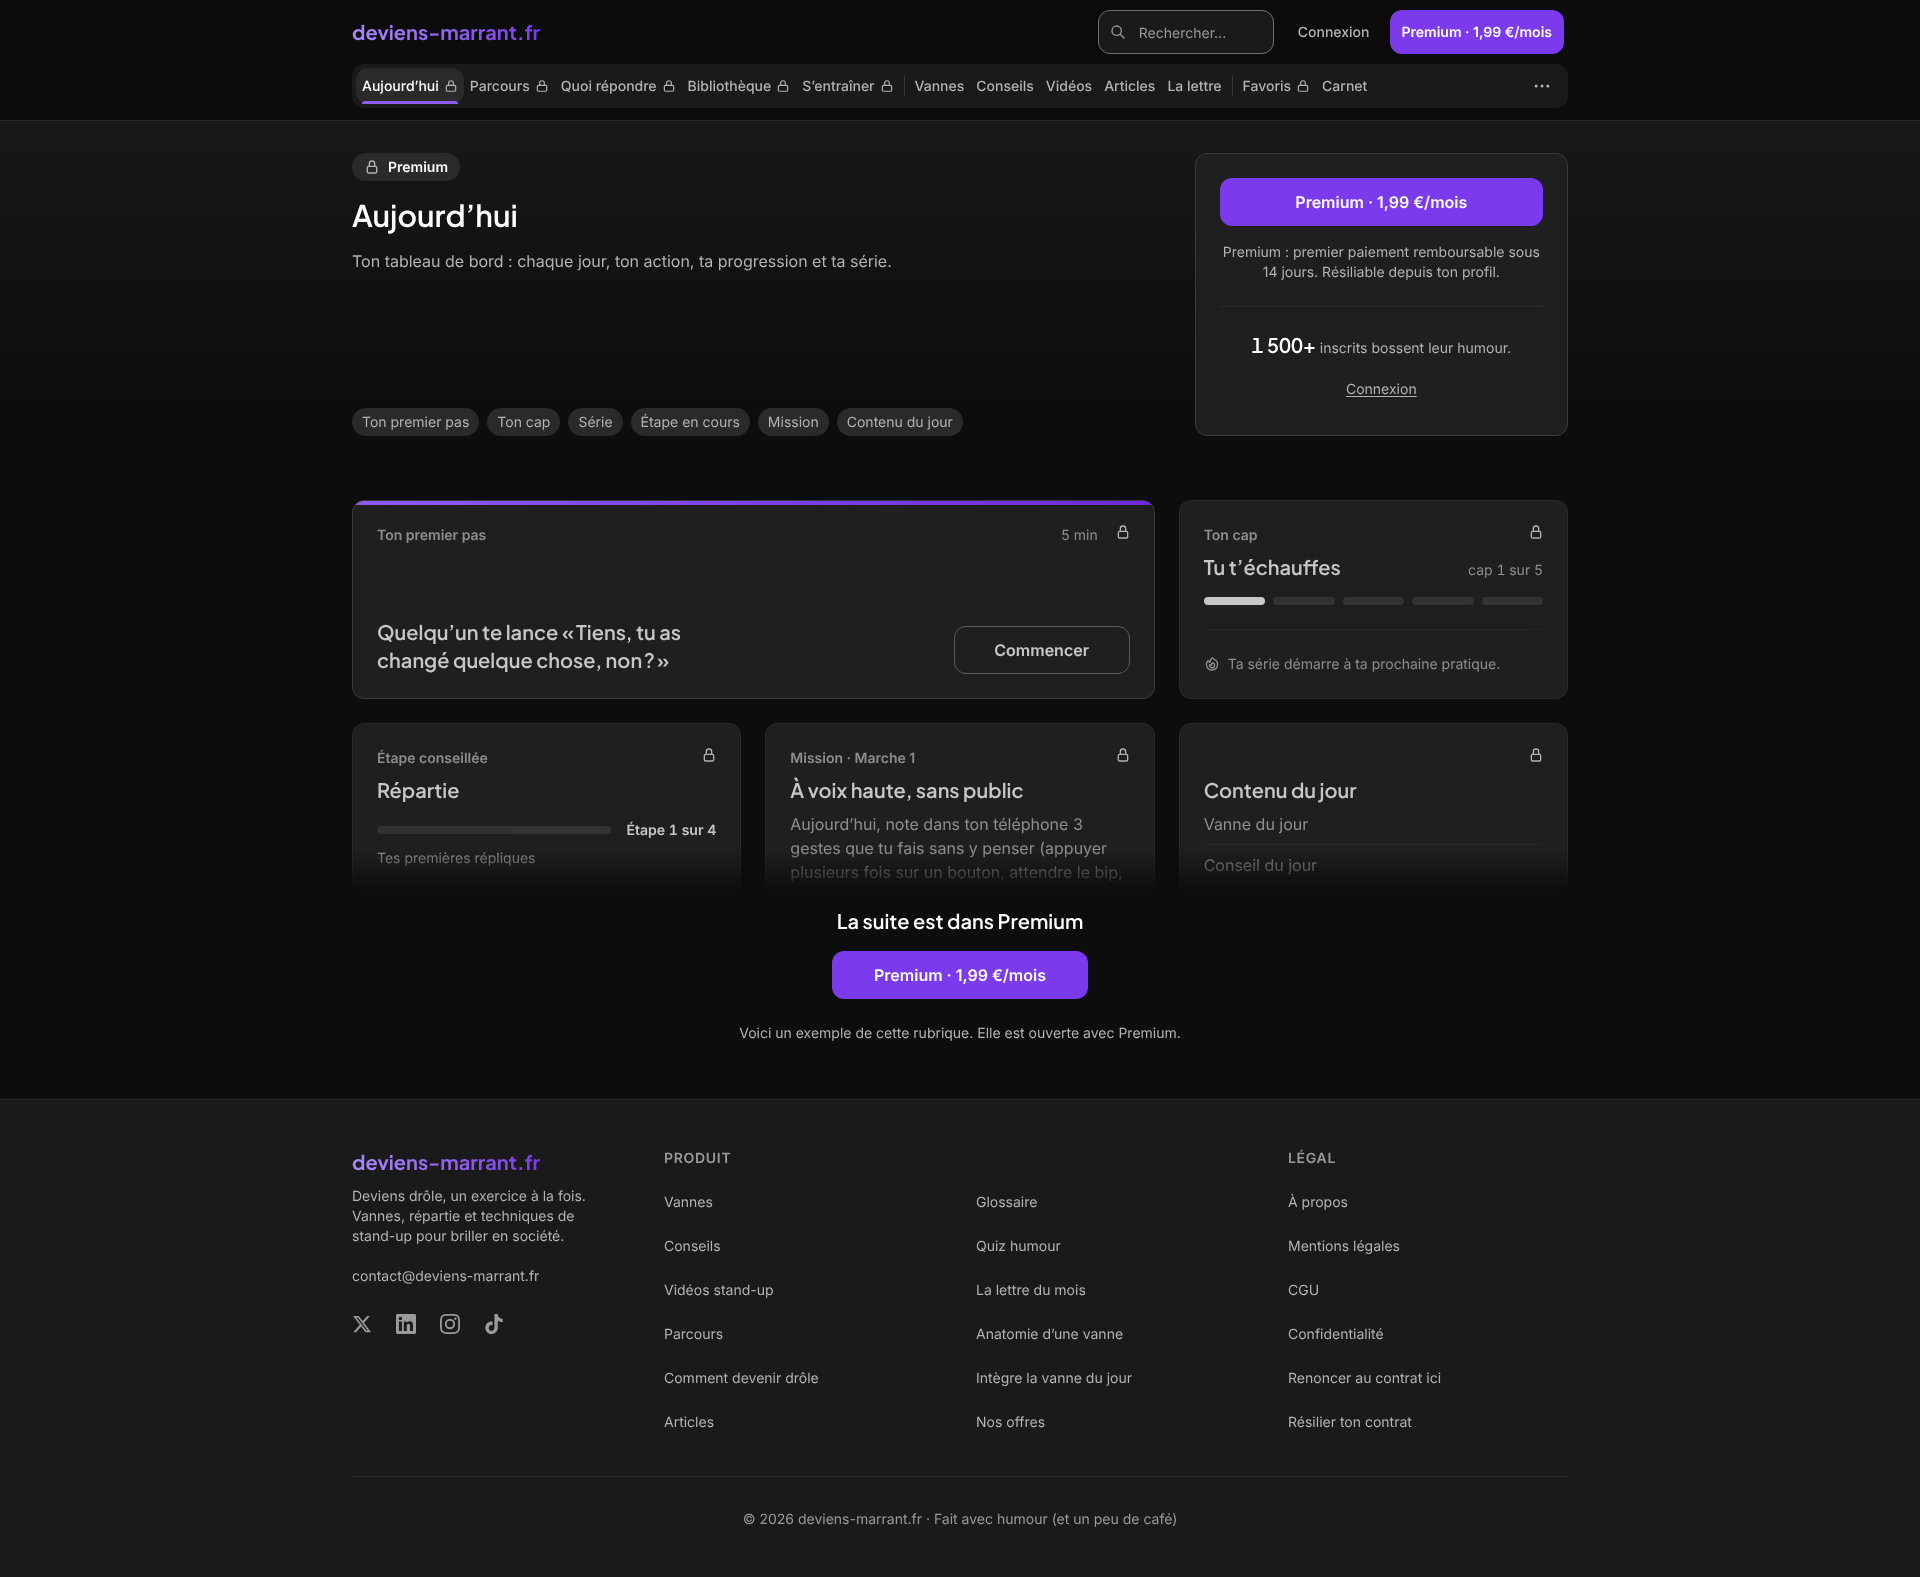 deviens-marrant.fr
Rechercher...
Connexion
Premium · 1,99 €/mois
Aujourd’hui
Parcours
Quoi répondre
Bibliothèque
S’entraîner
Vannes
Conseils
Vidéos
Articles
La lettre
Favoris
Carnet
Premium
Aujourd’hui
Ton tableau de bord : chaque jour, ton action, ta progression et ta série.
Ton premier pas
Ton cap
Série
Étape en cours
Mission
Contenu du jour
Premium · 1,99 €/mois
Premium : premier paiement remboursable sous
14 jours. Résiliable depuis ton profil.
1 500+ inscrits bossent leur humour.
Connexion
Ton premier pas
5 min
Quelqu’un te lance « Tiens, tu as
changé quelque chose, non ? »
Commencer
Ton cap
Tu t’échauffes
cap 1 sur 5
Ta série démarre à ta prochaine pratique.
Étape conseillée
Répartie
Étape 1 sur 4
Tes premières répliques
Mission · Marche 1
À voix haute, sans public
Aujourd’hui, note dans ton téléphone 3
gestes que tu fais sans y penser (appuyer
plusieurs fois sur un bouton, attendre le bip,
Contenu du jour
Vanne du jour
Conseil du jour
La suite est dans Premium
Premium · 1,99 €/mois
Voici un exemple de cette rubrique. Elle est ouverte avec Premium.
deviens-marrant.fr
Deviens drôle, un exercice à la fois.
Vannes, répartie et techniques de
stand-up pour briller en société.
contact@deviens-marrant.fr
PRODUIT
Vannes
Conseils
Vidéos stand-up
Parcours
Comment devenir drôle
Articles
Glossaire
Quiz humour
La lettre du mois
Anatomie d’une vanne
Intègre la vanne du jour
Nos offres
LÉGAL
À propos
Mentions légales
CGU
Confidentialité
Renoncer au contrat ici
Résilier ton contrat
© 2026 deviens-marrant.fr · Fait avec humour (et un peu de café)